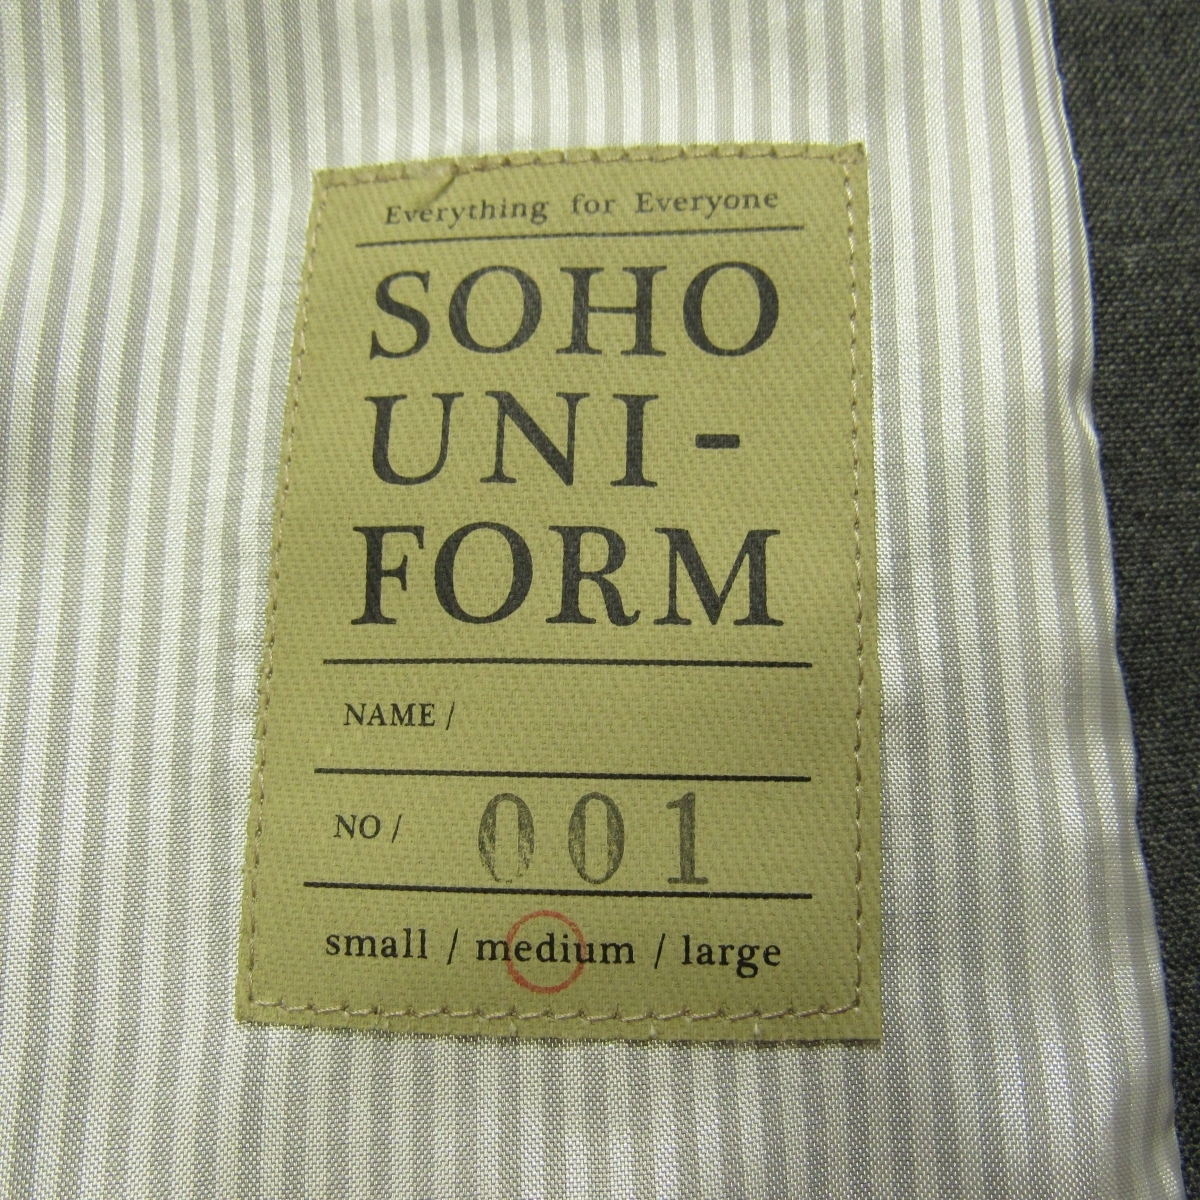 Everything for Everyone
SOHO
UNI-
FORM
NAME /
NO / 001
small / medium / large